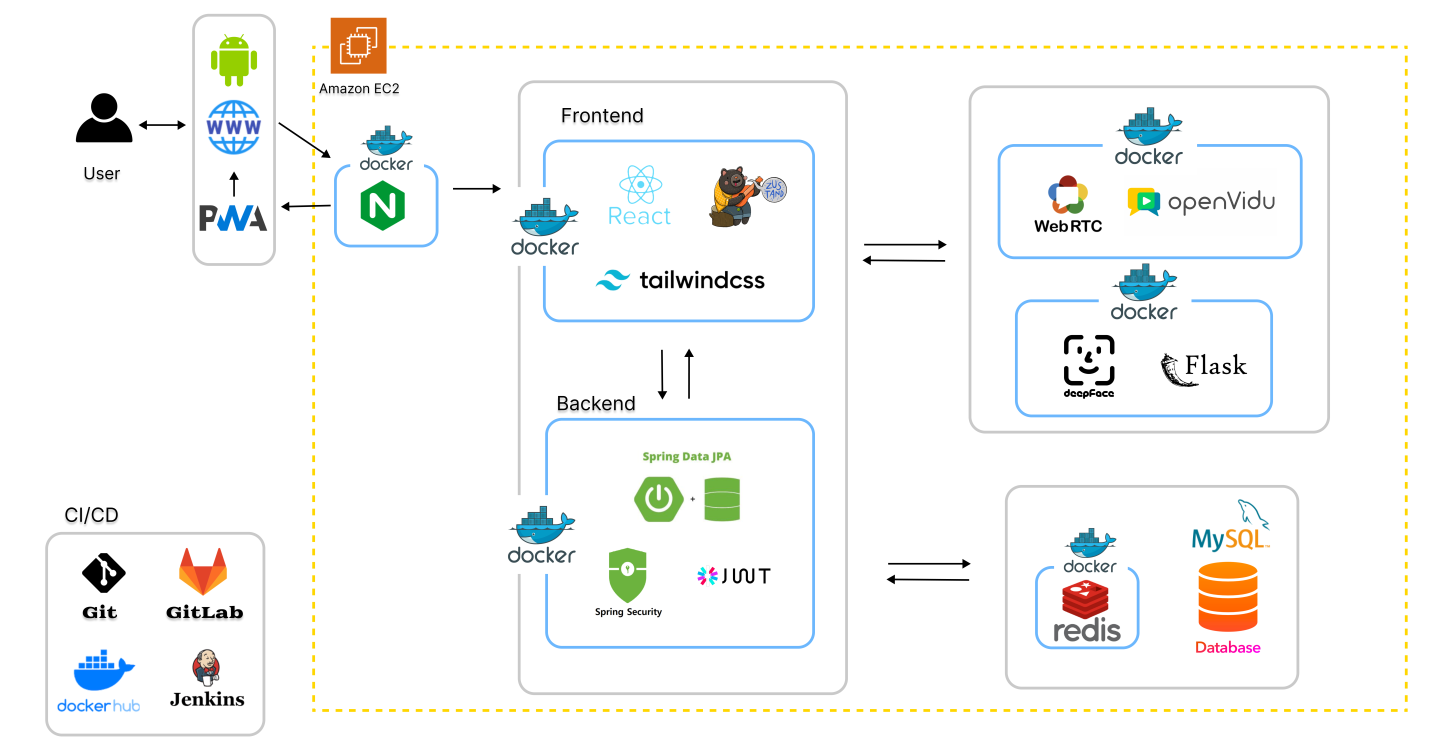 User
WWW
PWA
Amazon EC2
docker
N
Frontend
docker
React
ZUS
TAND
tailwindcss
Backend
docker
Spring Data JPA
+
Spring Security
JWT
docker
WebRTC
openVidu
docker
deepFace
Flask
docker
redis
MySQL™
Database
CI/CD
Git
GitLab
dockerhub
Jenkins